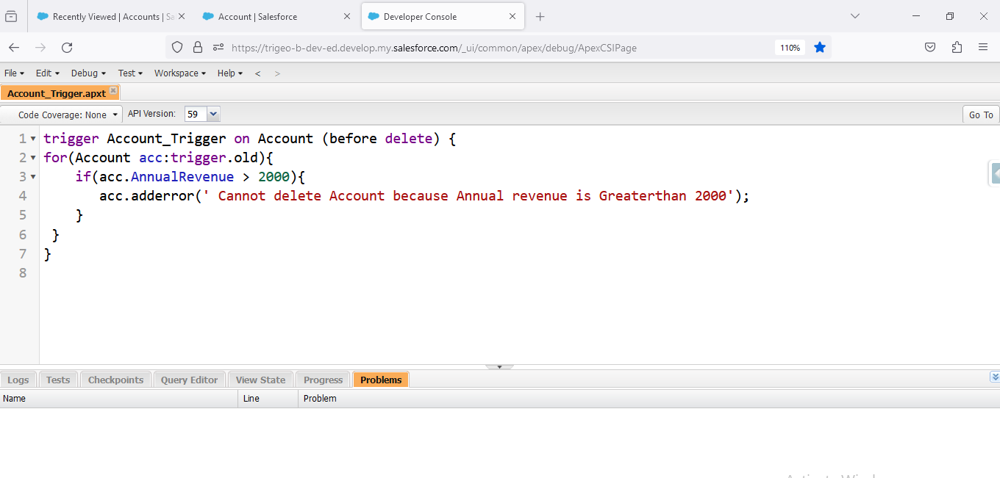 Recently Viewed | Accounts | Sa
Account | Salesforce
Developer Console
https://trigeo-b-dev-ed.develop.my.salesforce.com/_ui/common/apex/debug/ApexCSIPage
110%
File Edit Debug Test Workspace Help < >
Account_Trigger.apxt
Code Coverage: None API Version: 59 Go To
1 trigger Account_Trigger on Account (before delete) {
2 for(Account acc:trigger.old){
3 if(acc.AnnualRevenue > 2000){
4 acc.adderror(' Cannot delete Account because Annual revenue is Greaterthan 2000');
5 }
6 }
7 }
8
Logs Tests Checkpoints Query Editor View State Progress Problems
Name Line Problem